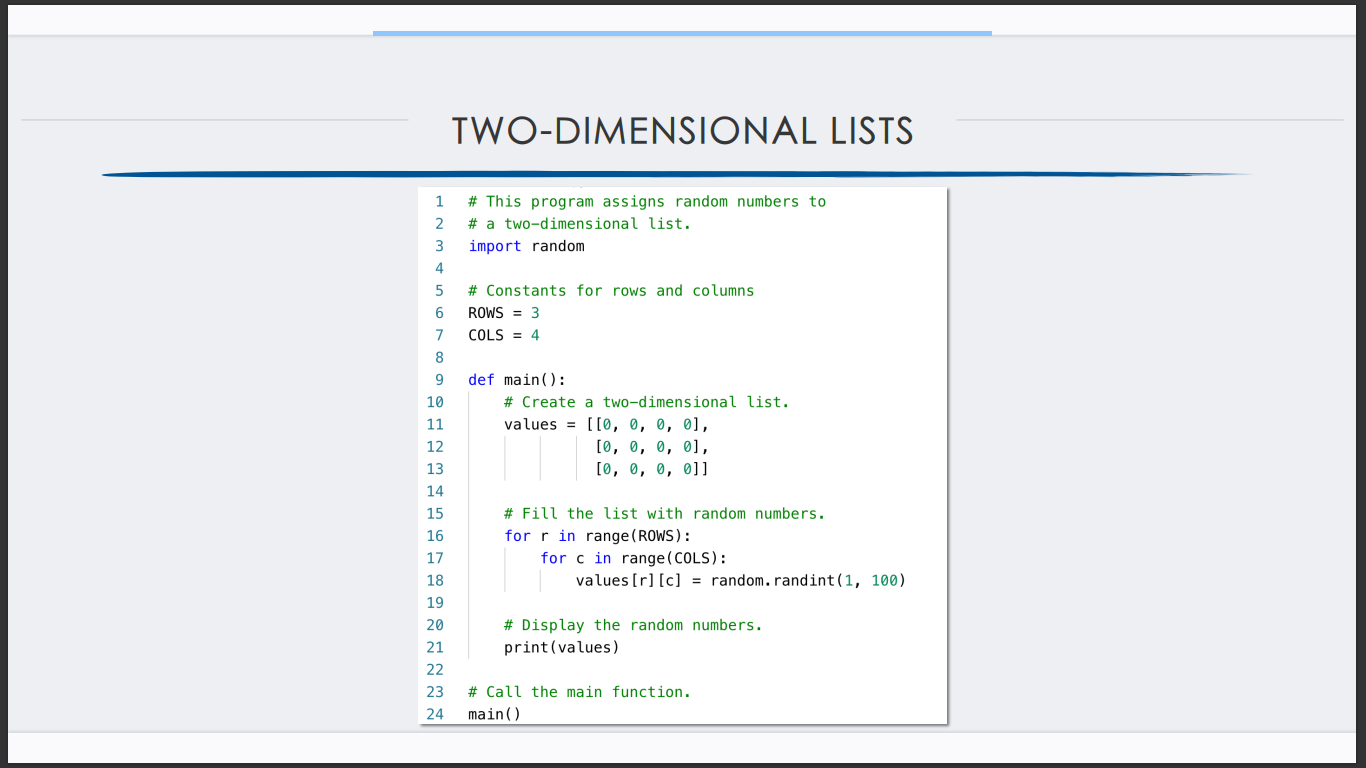 TWO-DIMENSIONAL LISTS
1 # This program assigns random numbers to
2 # a two-dimensional list.
3 import random
4
5 # Constants for rows and columns
6 ROWS = 3
7 COLS = 4
8
9 def main():
10     # Create a two-dimensional list.
11     values = [[0, 0, 0, 0],
12               [0, 0, 0, 0],
13               [0, 0, 0, 0]]
14
15     # Fill the list with random numbers.
16     for r in range(ROWS):
17         for c in range(COLS):
18             values[r][c] = random.randint(1, 100)
19
20     # Display the random numbers.
21     print(values)
22
23 # Call the main function.
24 main()